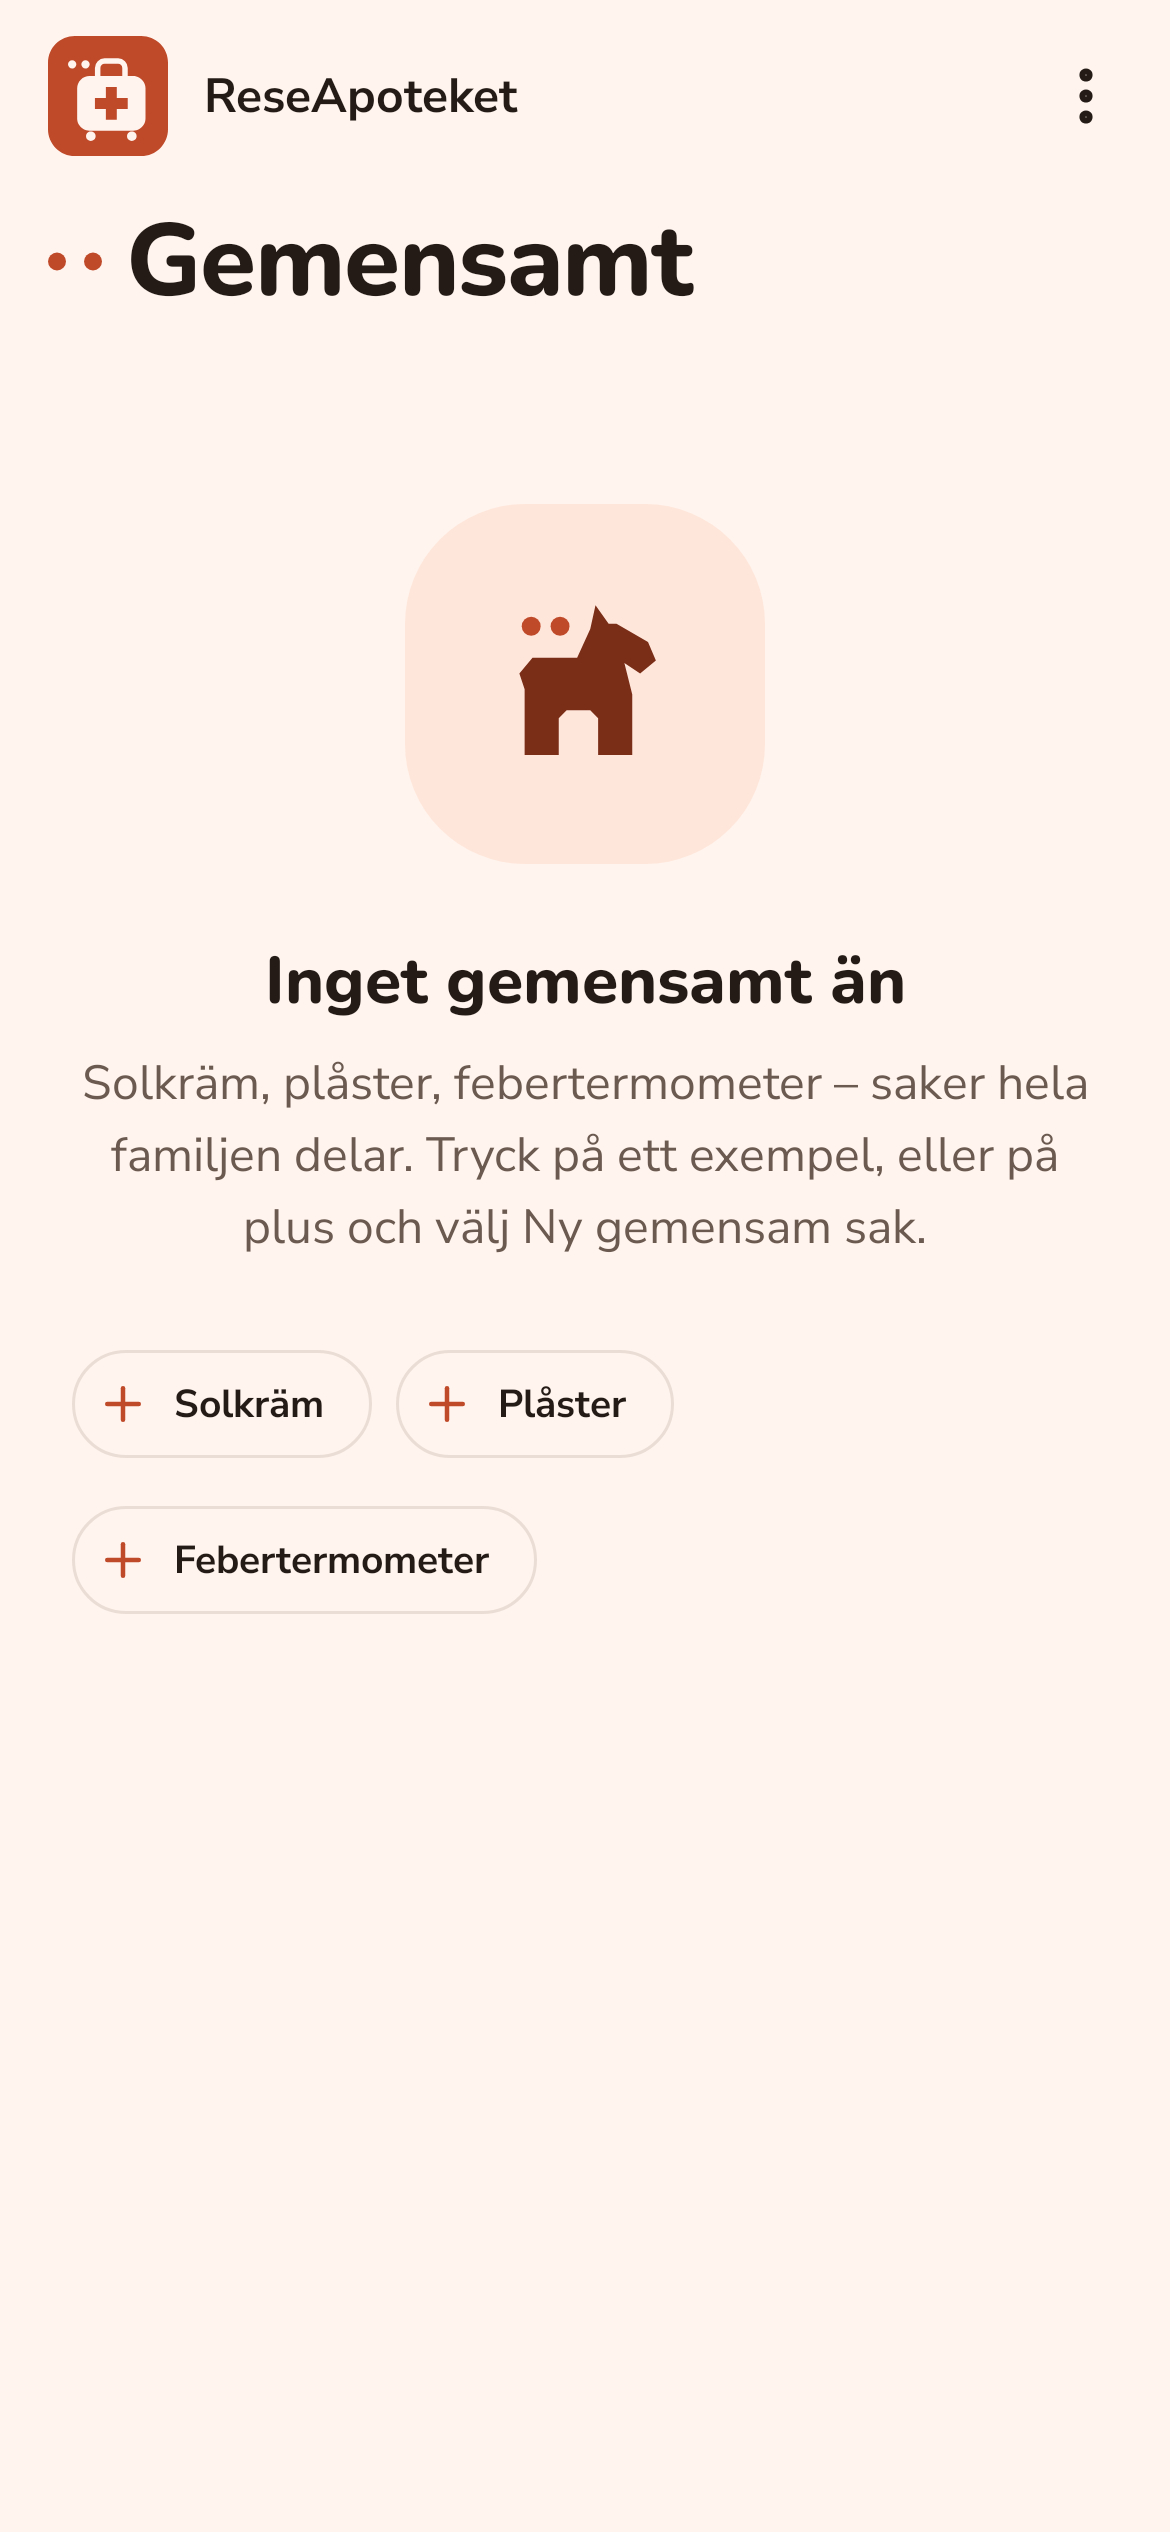 ReseApoteket
Gemensamt
Inget gemensamt än
Solkräm, plåster, febertermometer – saker hela
familjen delar. Tryck på ett exempel, eller på
plus och välj Ny gemensam sak.
Solkräm
Plåster
Febertermometer